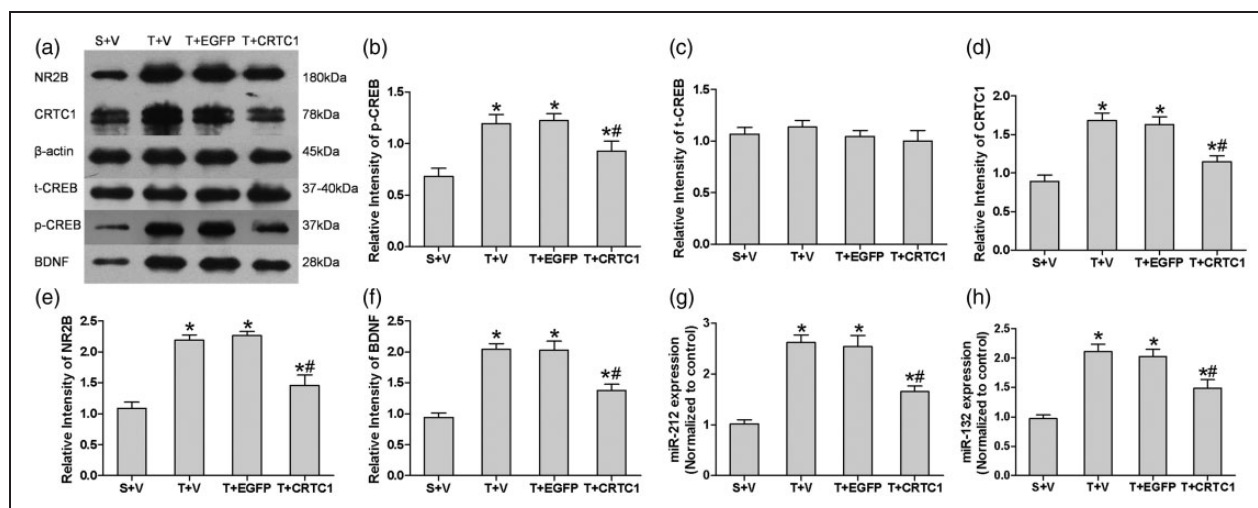 (a)
S+V T+V T+EGFP T+CRTC1
NR2B 180kDa
CRTC1 78kDa
β-actin 45kDa
t-CREB 37-40kDa
p-CREB 37kDa
BDNF 28kDa
(b)
Relative Intensity of p-CREB
1.5
1.0
0.5
0.0
* * *#
S+V T+V T+EGFP T+CRTC1
(c)
Relative Intensity of t-CREB
1.5
1.0
0.5
0.0
S+V T+V T+EGFP T+CRTC1
(d)
Relative Intensity of CRTC1
2.0
1.5
1.0
0.5
0.0
* * *#
S+V T+V T+EGFP T+CRTC1
(e)
Relative Intensity of NR2B
2.5
2.0
1.5
1.0
0.5
0.0
* * *#
S+V T+V T+EGFP T+CRTC1
(f)
Relative Intensity of BDNF
2.5
2.0
1.5
1.0
0.5
0.0
* * *#
S+V T+V T+EGFP T+CRTC1
(g)
miR-212 expression
(Normalized to control)
3
2
1
0
* * *#
S+V T+V T+EGFP T+CRTC1
(h)
miR-132 expression
(Normalized to control)
2.5
2.0
1.5
1.0
0.5
0.0
* * *#
S+V T+V T+EGFP T+CRTC1